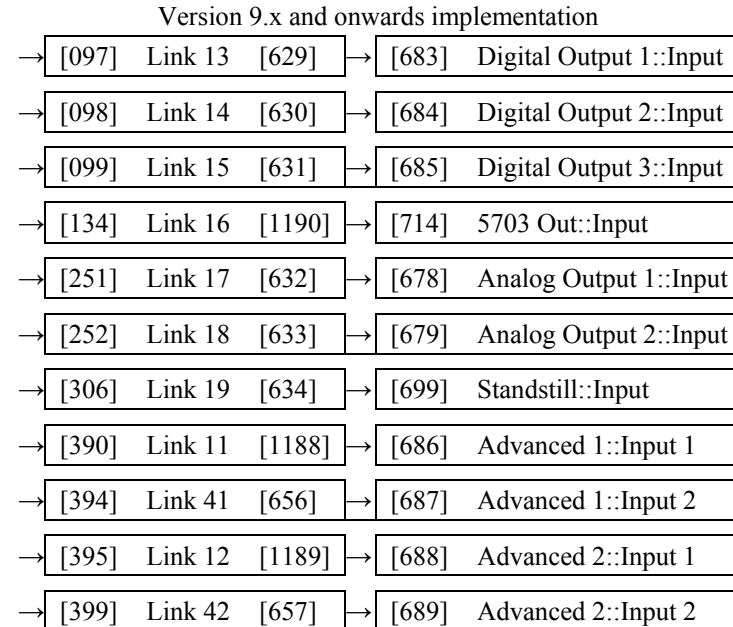 Version 9.x and onwards implementation
→ [097] Link 13 [629] → [683] Digital Output 1::Input
→ [098] Link 14 [630] → [684] Digital Output 2::Input
→ [099] Link 15 [631] → [685] Digital Output 3::Input
→ [134] Link 16 [1190] → [714] 5703 Out::Input
→ [251] Link 17 [632] → [678] Analog Output 1::Input
→ [252] Link 18 [633] → [679] Analog Output 2::Input
→ [306] Link 19 [634] → [699] Standstill::Input
→ [390] Link 11 [1188] → [686] Advanced 1::Input 1
→ [394] Link 41 [656] → [687] Advanced 1::Input 2
→ [395] Link 12 [1189] → [688] Advanced 2::Input 1
→ [399] Link 42 [657] → [689] Advanced 2::Input 2